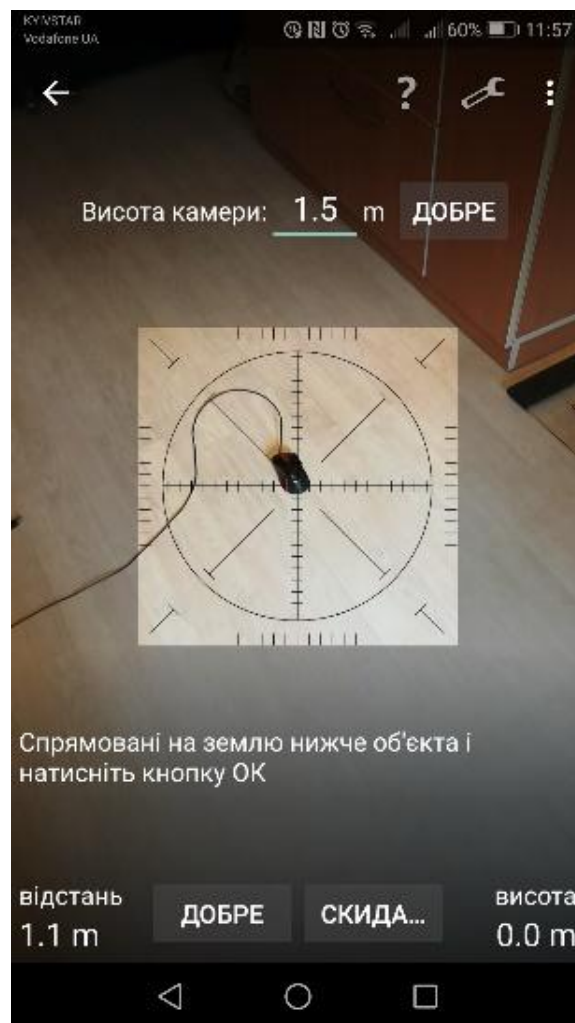 KYIVSTAR
Vodafone UA
60% 11:57
?
Висота камери: 1.5 m ДОБРЕ
Спрямовані на землю нижче об'єкта і
натисніть кнопку ОК
відстань
1.1 m
ДОБРЕ
СКИДА...
висота
0.0 m